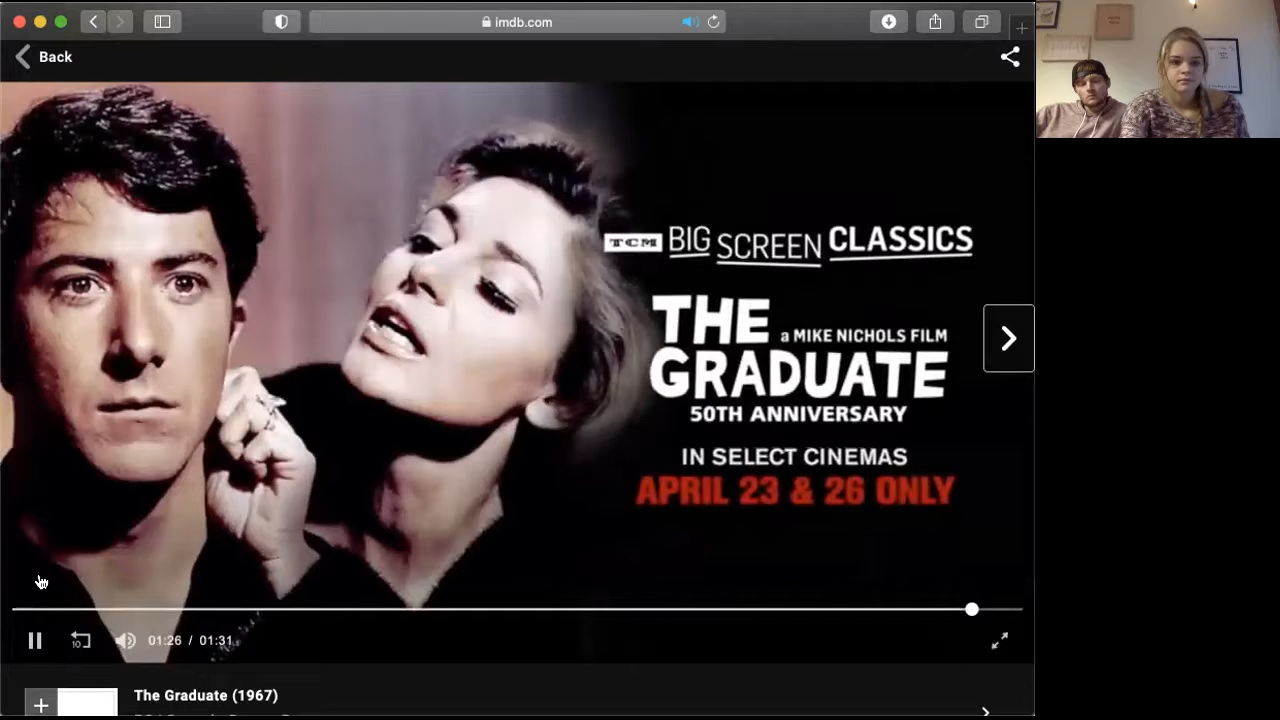 imdb.com
Back
TCM BIG SCREEN CLASSICS
THE
a MIKE NICHOLS FILM
GRADUATE
50TH ANNIVERSARY
IN SELECT CINEMAS
APRIL 23 & 26 ONLY
10
01:26 / 01:31
The Graduate (1967)